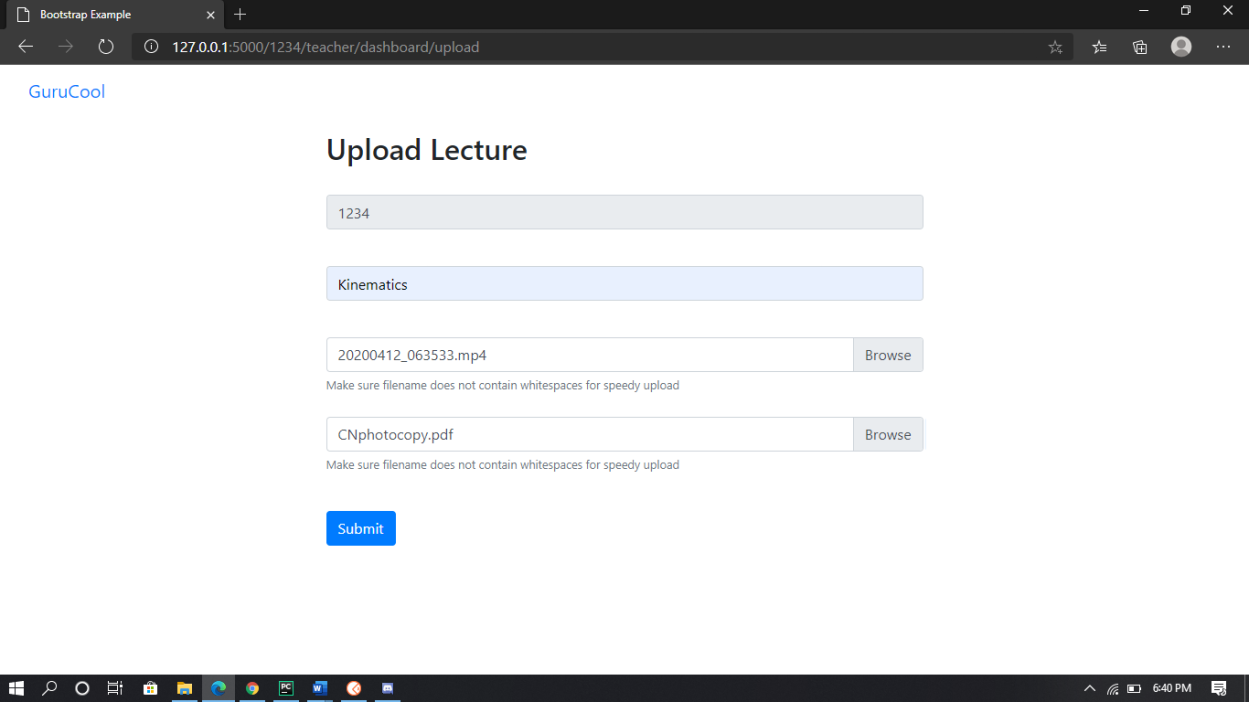 Bootstrap Example
127.0.0.1:5000/1234/teacher/dashboard/upload
GuruCool
Upload Lecture
1234
Kinematics
20200412_063533.mp4 Browse
Make sure filename does not contain whitespaces for speedy upload
CNphotocopy.pdf Browse
Make sure filename does not contain whitespaces for speedy upload
Submit
PC W 6:40 PM